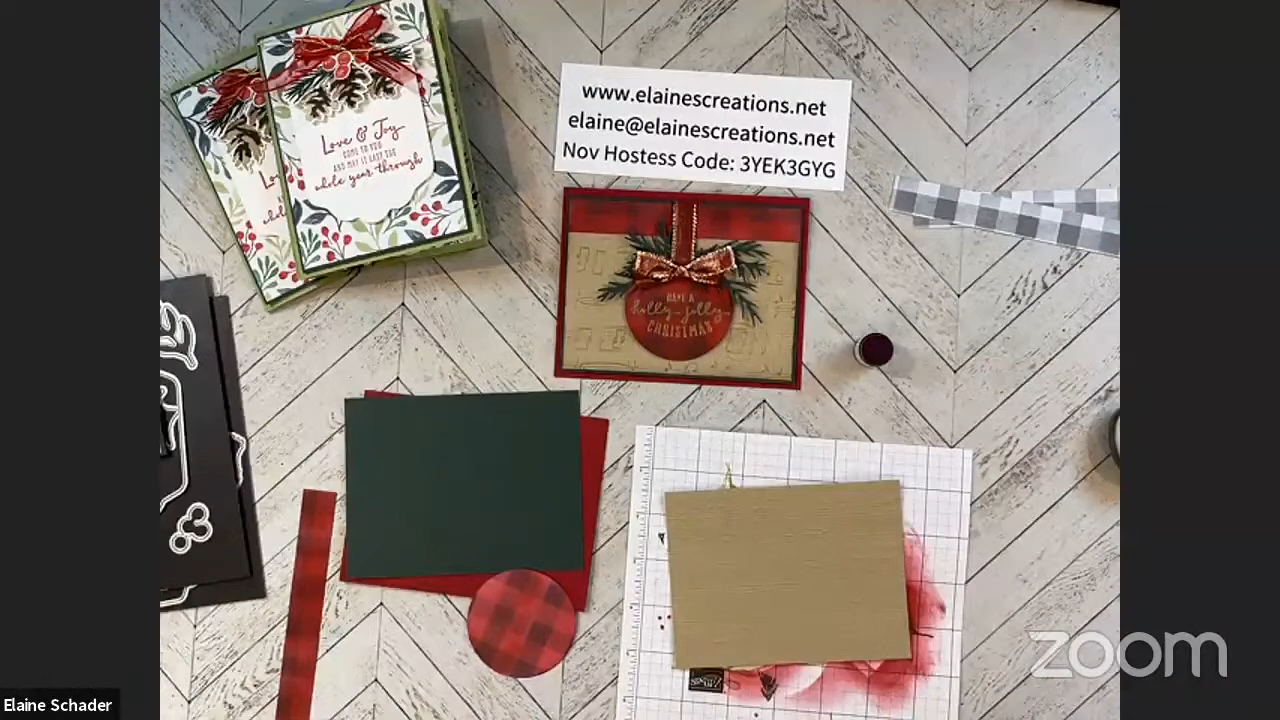 www.elainescreations.net
elaine@elainescreations.net
Nov Hostess Code: 3YEK3GYG
Love & Joy
COME TO YOU
AND MAY IT LAST THE
whole year through
Lo
HAVE A
holly jolly
CHRISTMAS
zoom
Elaine Schader